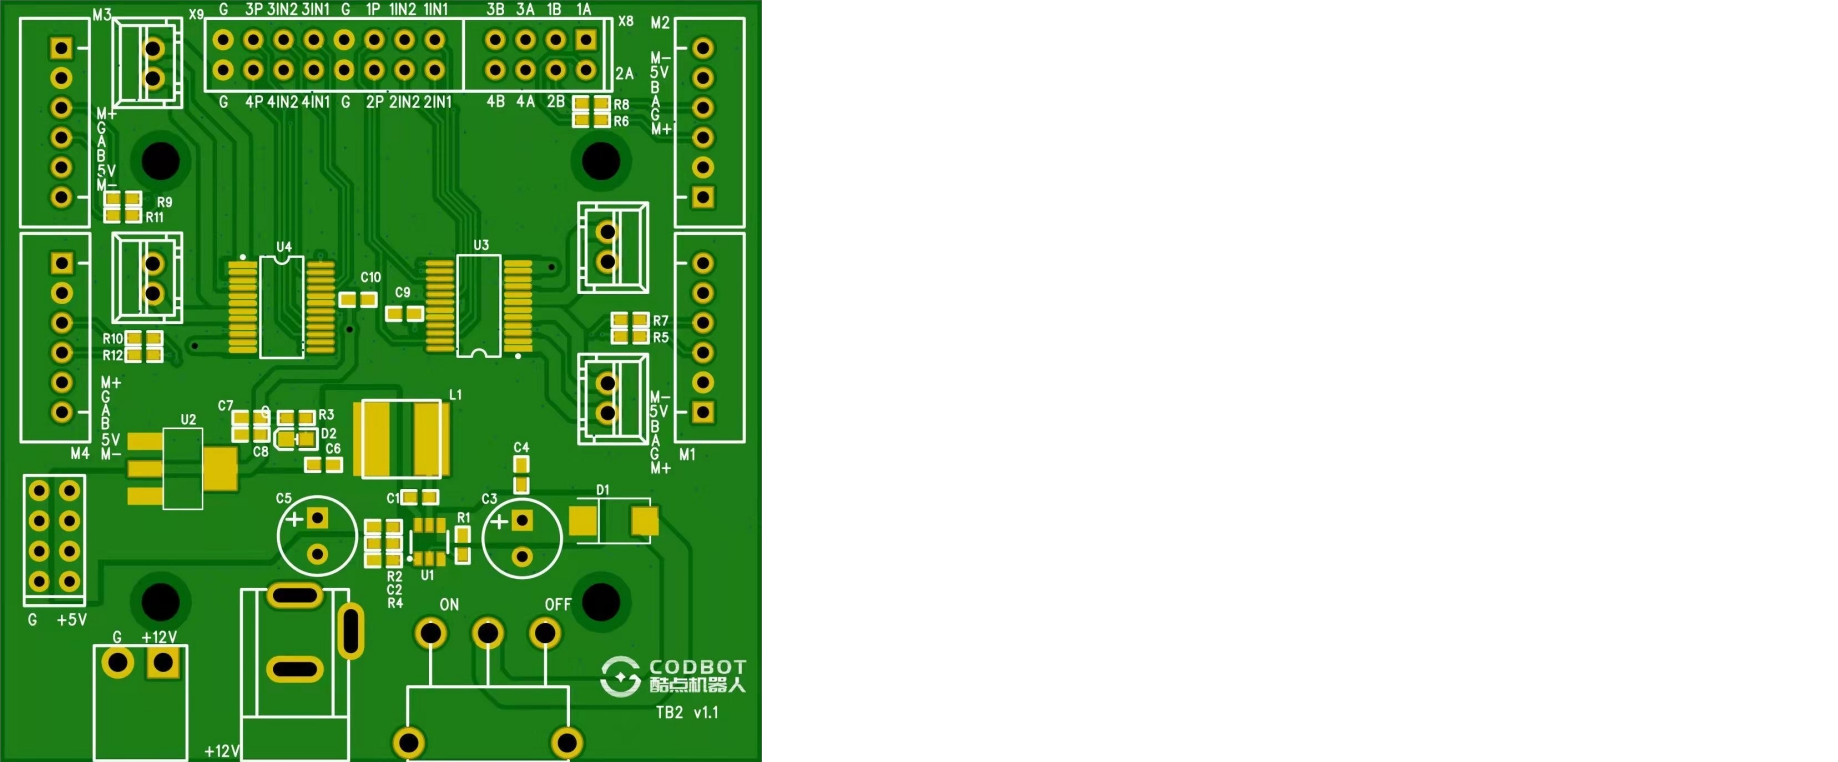 G 3P 3IN2 3IN1 G 1P 1IN2 1IN1 3B 3A 1B 1A
M3 X9 X8 M2
2A
G 4P 4IN2 4IN1 G 2P 2IN2 2IN1 4B 4A 2B
R8
R6
M-
5V
B
A
G
M+
M+
G
A
B
5V
M-
R9
R11
U4 U3
C10
C9
R7
R5
R10
R12
M+
G
A
B
5V
M-
M4
M-
5V
B
A
G
M+
M1
L1
C7
R3
D2
C8
C6
U2
C4
D1
C5
C1
C3
R1
R2
C2
R4
U1
G +5V
G +12V
ON OFF
CODBOT
酷点机器人
TB2 v1.1
+12V